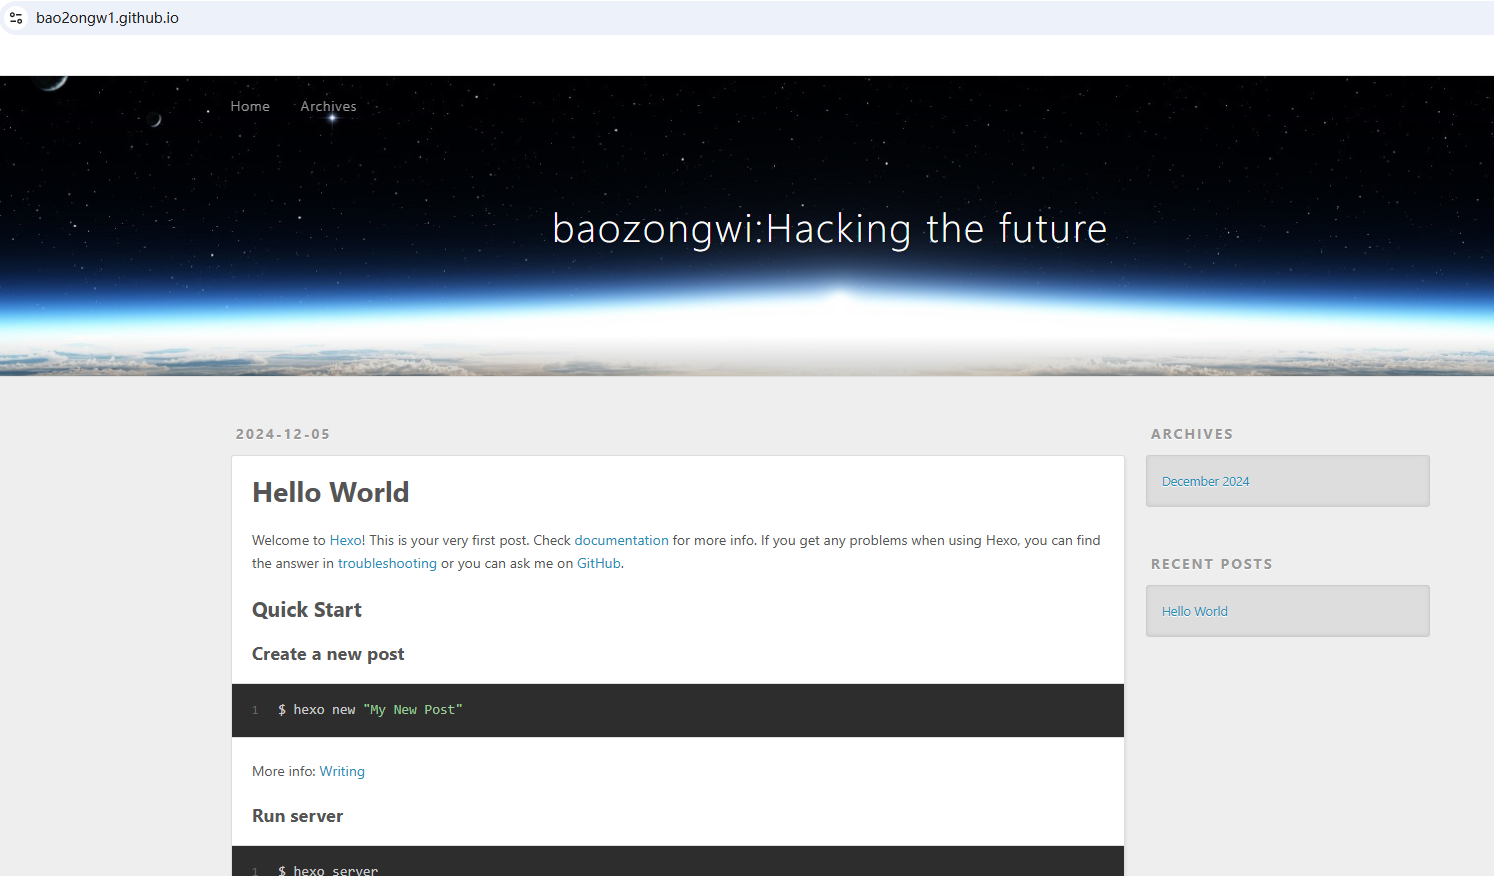 bao2ongw1.github.io
Home Archives
baozongwi:Hacking the future
2024-12-05
Hello World
Welcome to Hexo! This is your very first post. Check documentation for more info. If you get any problems when using Hexo, you can find
the answer in troubleshooting or you can ask me on GitHub.
Quick Start
Create a new post
1 $ hexo new "My New Post"
More info: Writing
Run server
1 $ hexo server
ARCHIVES
December 2024
RECENT POSTS
Hello World